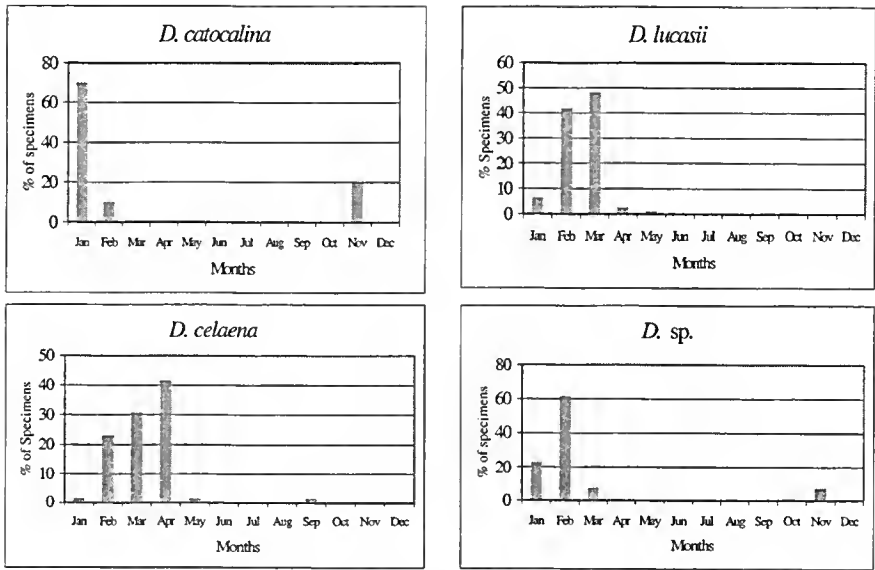 D. catocalina
80
60
40
20
0
% of specimens
Jan Feb Mar Apr May Jun Jul Aug Sep Oct Nov Dec
Months
D. lucasii
60
50
40
30
20
10
0
% Specimens
Jan Feb Mar Apr May Jun Jul Aug Sep Oct Nov Dec
Months
D. celaena
50
40
30
20
10
0
% of Specimens
Jan Feb Mar Apr May Jun Jul Aug Sep Oct Nov Dec
Months
D. sp.
80
60
40
20
0
% of specimens
Jan Feb Mar Apr May Jun Jul Aug Sep Oct Nov Dec
Months